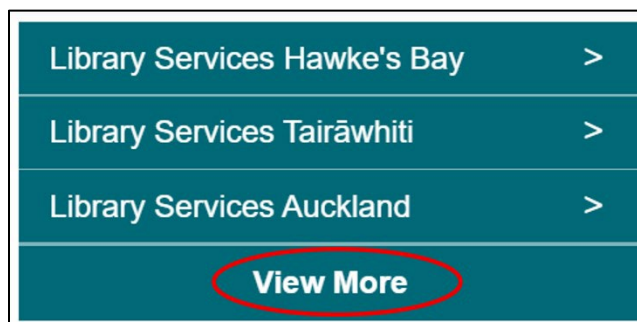 Library Services Hawke's Bay >
Library Services Tairāwhiti >
Library Services Auckland >
View More